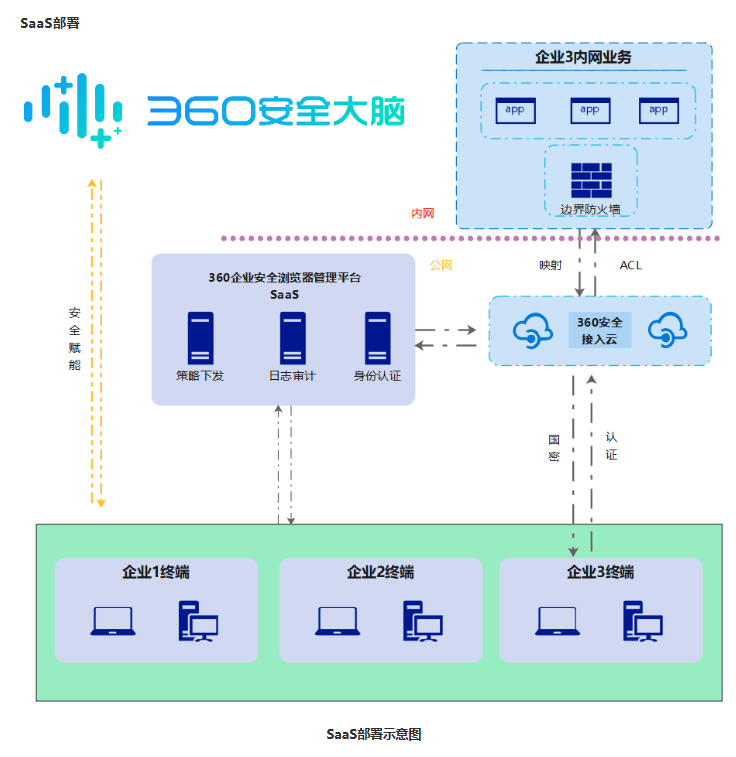 SaaS部署
企业3内网业务
360安全大脑
app
app
app
边界防火墙
内网
公网
映射
ACL
360企业安全浏览器管理平台
SaaS
策略下发
日志审计
身份认证
360安全
接入云
安
全
赋
能
国
密
认
证
企业1终端
企业2终端
企业3终端
SaaS部署示意图